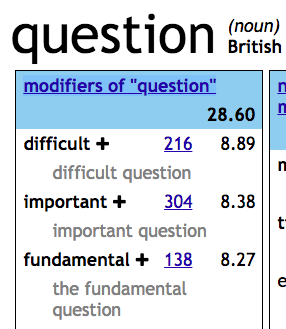 question (noun)
British
modifiers of "question"
28.60
difficult + 216 8.89
difficult question
important + 304 8.38
important question
fundamental + 138 8.27
the fundamental
question